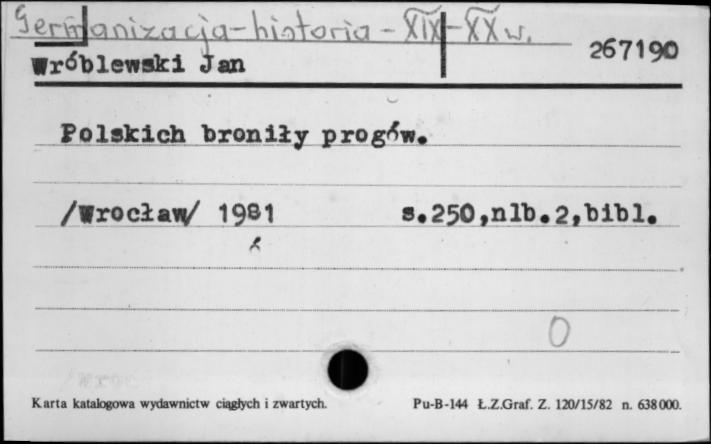 Germanizacja - historia - XIX - XX w.
267190
Wróblewski Jan
Polskich broniły progów.
/Wrocław/ 1981 s.250,nlb.2,bibl.
0
Karta katalogowa wydawnictw ciągłych i zwartych. Pu-B-144 Ł.Z.Graf. Z. 120/15/82 n. 638000.